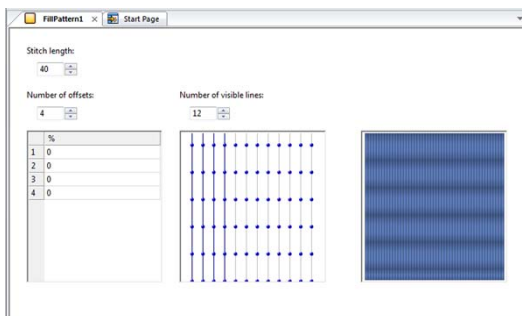 FillPattern1 × Start Page
Stitch length:
40
Number of offsets: Number of visible lines:
4 12
%
1 0
2 0
3 0
4 0